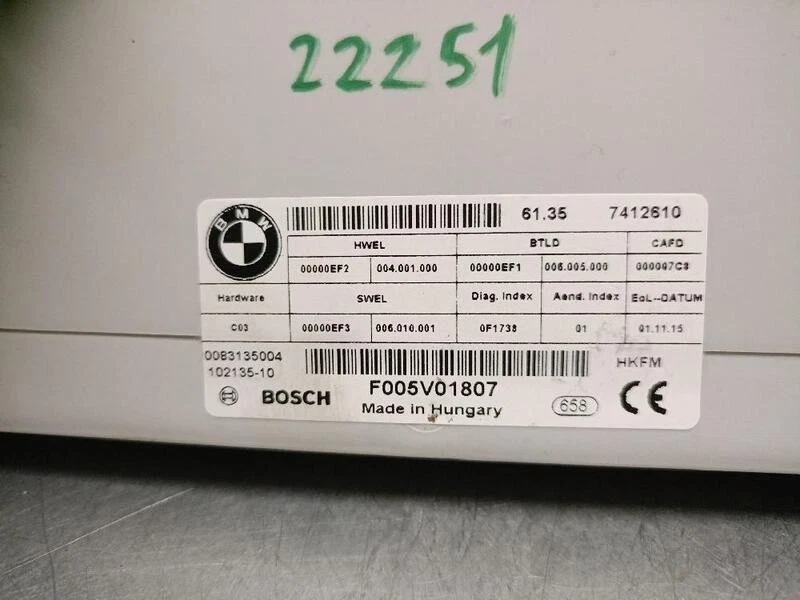 22251
BMW 61.35 7412610
HWEL BTLD CAFD
00000EF2 004.001.000 00000EF1 006.005.000 000007C8
Hardware SWEL Diag. Index Aend. Index EoL--DATUM
C03 00000EF3 006.010.001 0F1738 01 01.11.15
0083135004
102135-10 HKFM
BOSCH F005V01807
Made in Hungary 658 CE